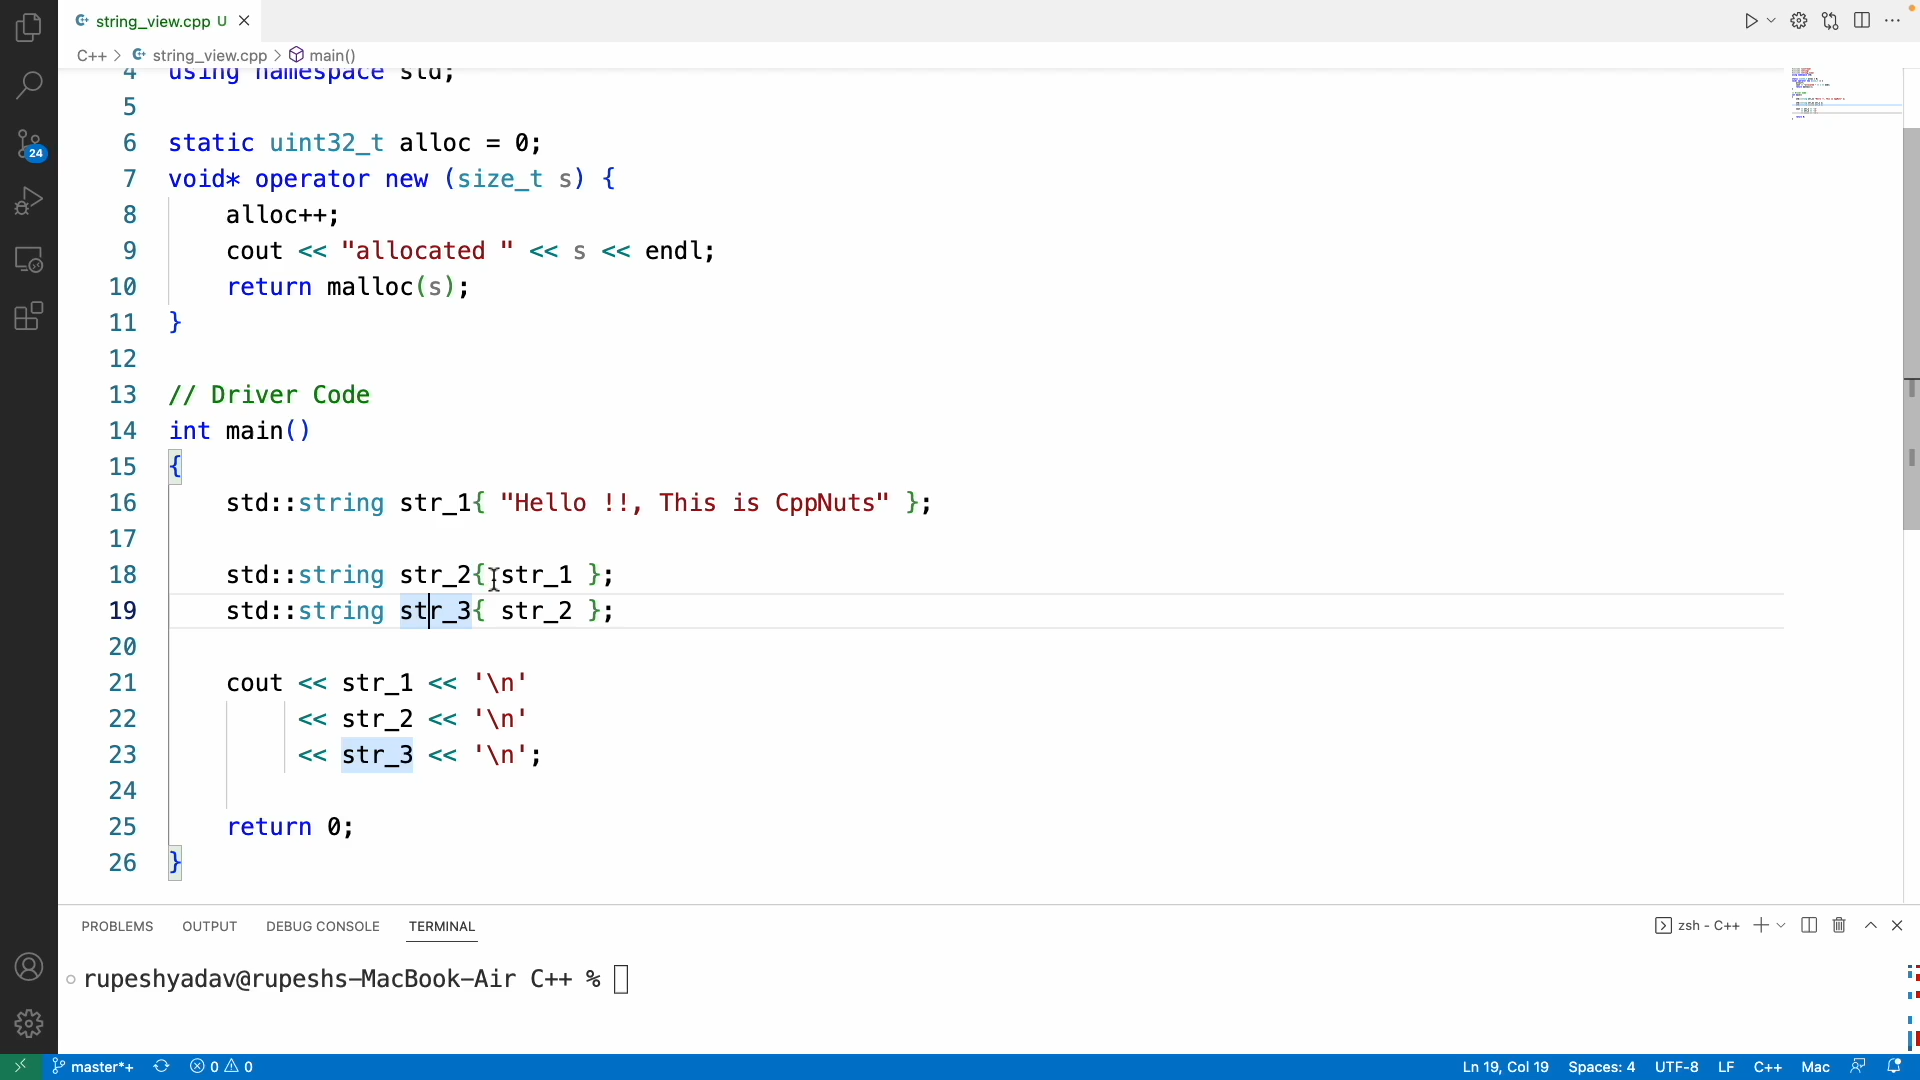 string_view.cpp U
C++ > string_view.cpp > main()
4 using namespace std;
5
6 static uint32_t alloc = 0;
7 void* operator new (size_t s) {
8 alloc++;
9 cout << "allocated " << s << endl;
10 return malloc(s);
11 }
12
13 // Driver Code
14 int main()
15 {
16 std::string str_1{ "Hello !!, This is CppNuts" };
17
18 std::string str_2{ str_1 };
19 std::string str_3{ str_2 };
20
21 cout << str_1 << '\n'
22 << str_2 << '\n'
23 << str_3 << '\n';
24
25 return 0;
26 }
24
PROBLEMS OUTPUT DEBUG CONSOLE TERMINAL zsh - C++
rupeshyadav@rupeshs-MacBook-Air C++ %
master*+ 0 0 Ln 19, Col 19 Spaces: 4 UTF-8 LF C++ Mac